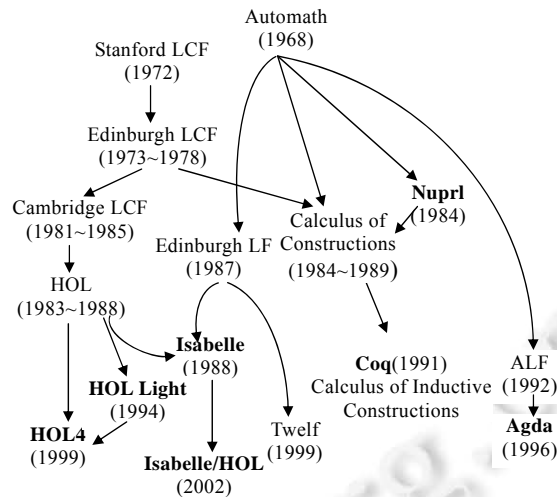 Automath
(1968)
Stanford LCF
(1972)
Edinburgh LCF
(1973~1978)
Nuprl
(1984)
Cambridge LCF
(1981~1985)
Calculus of
Constructions
(1984~1989)
Edinburgh LF
(1987)
HOL
(1983~1988)
Isabelle
(1988)
Coq(1991)
Calculus of Inductive
Constructions
ALF
(1992)
HOL Light
(1994)
HOL4
(1999)
Twelf
(1999)
Agda
(1996)
Isabelle/HOL
(2002)